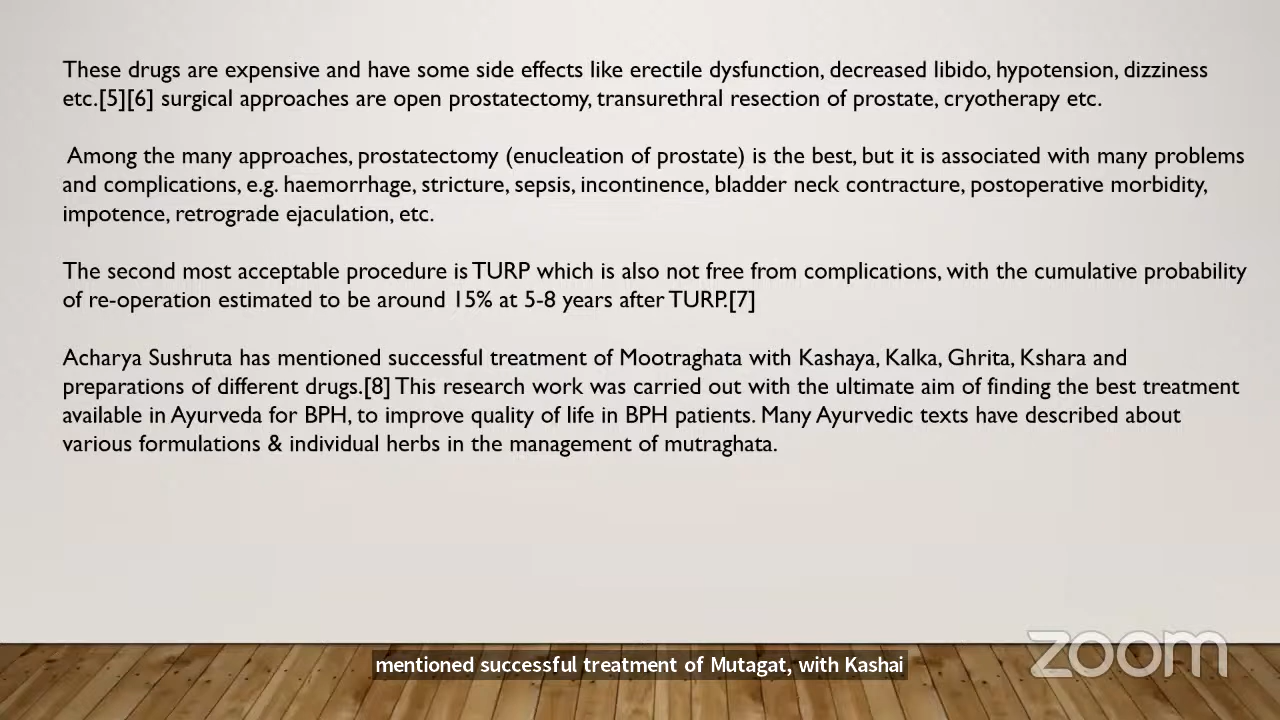 These drugs are expensive and have some side effects like erectile dysfunction, decreased libido, hypotension, dizziness
etc.[5][6] surgical approaches are open prostatectomy, transurethral resection of prostate, cryotherapy etc.
Among the many approaches, prostatectomy (enucleation of prostate) is the best, but it is associated with many problems
and complications, e.g. haemorrhage, stricture, sepsis, incontinence, bladder neck contracture, postoperative morbidity,
impotence, retrograde ejaculation, etc.
The second most acceptable procedure is TURP which is also not free from complications, with the cumulative probability
of re-operation estimated to be around 15% at 5-8 years after TURP.[7]
Acharya Sushruta has mentioned successful treatment of Mootraghata with Kashaya, Kalka, Ghrita, Kshara and
preparations of different drugs.[8] This research work was carried out with the ultimate aim of finding the best treatment
available in Ayurveda for BPH, to improve quality of life in BPH patients. Many Ayurvedic texts have described about
various formulations & individual herbs in the management of mutraghata.
zoom
mentioned successful treatment of Mutagat, with Kashai